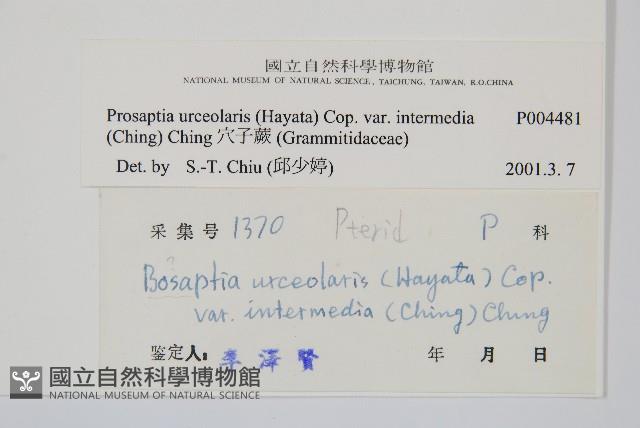 國立自然科學博物館
NATIONAL MUSEUM OF NATURAL SCIENCE, TAICHUNG, TAIWAN, R.O.CHINA
Prosaptia urceolaris (Hayata) Cop. var. intermedia P004481
(Ching) Ching 穴子蕨 (Grammitidaceae)
Det. by S.-T. Chiu (邱少婷) 2001.3. 7
采集号 1370 Pterid P 科
?
Bosaptia urceolaris (Hayata) Cop.
var. intermedia (Ching) Ching
鉴定人: 李泽賢 年 月 日
國立自然科學博物館
NATIONAL MUSEUM OF NATURAL SCIENCE